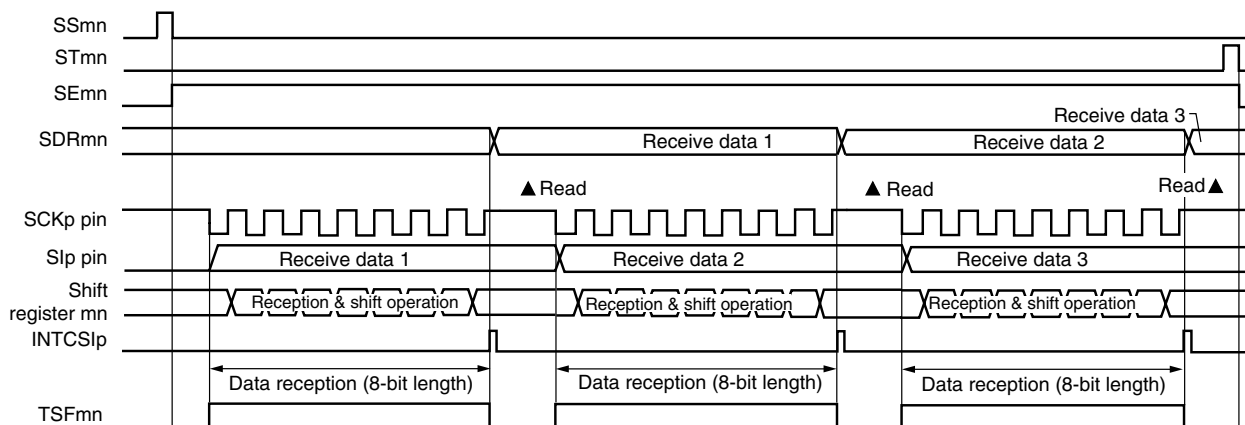 SSmn
STmn
SEmn
Receive data 3
SDRmn
Receive data 1
Receive data 2
▲ Read
▲ Read
Read ▲
SCKp pin
SIp pin
Receive data 1
Receive data 2
Receive data 3
Shift
register mn
Reception & shift operation
Reception & shift operation
Reception & shift operation
INTCSIp
Data reception (8-bit length)
Data reception (8-bit length)
Data reception (8-bit length)
TSFmn